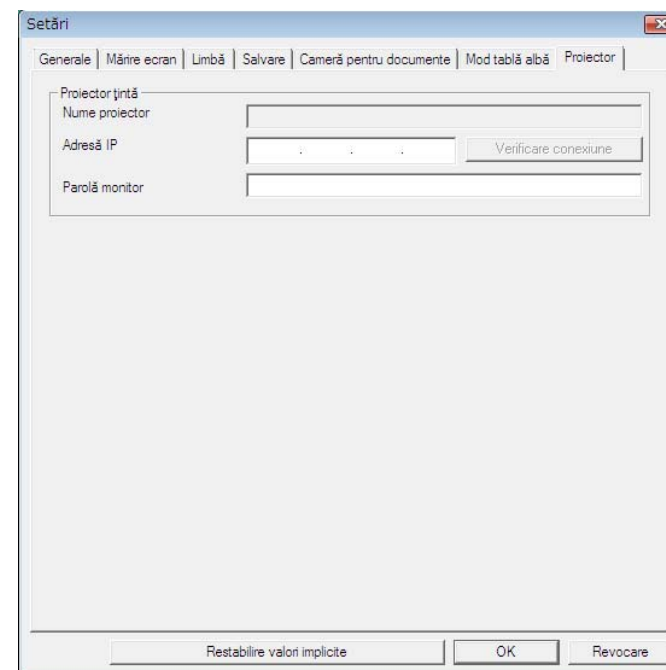 Setări
Generale Mărire ecran Limbă Salvare Cameră pentru documente Mod tablă albă Proiector
Proiector ţintă
Nume proiector
Adresă IP . . . Verificare conexiune
Parolă monitor
Restabilire valori implicite OK Revocare